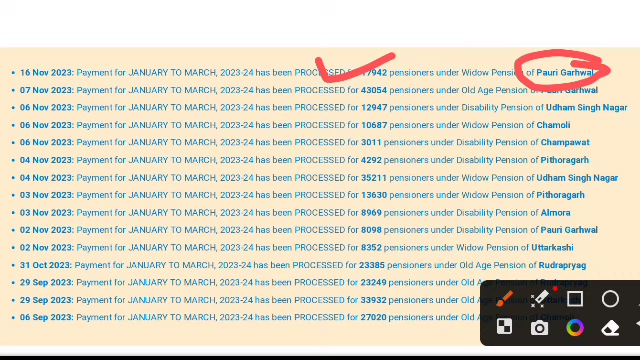 • 16 Nov 2023: Payment for JANUARY TO MARCH, 2023-24 has been PROCESSED for 17942 pensioners under Widow Pension of Pauri Garhwal
• 07 Nov 2023: Payment for JANUARY TO MARCH, 2023-24 has been PROCESSED for 43054 pensioners under Old Age Pension of Pauri Garhwal
• 06 Nov 2023: Payment for JANUARY TO MARCH, 2023-24 has been PROCESSED for 12947 pensioners under Disability Pension of Udham Singh Nagar
• 06 Nov 2023: Payment for JANUARY TO MARCH, 2023-24 has been PROCESSED for 10687 pensioners under Widow Pension of Chamoli
• 06 Nov 2023: Payment for JANUARY TO MARCH, 2023-24 has been PROCESSED for 3011 pensioners under Disability Pension of Champawat
• 04 Nov 2023: Payment for JANUARY TO MARCH, 2023-24 has been PROCESSED for 4292 pensioners under Disability Pension of Pithoragarh
• 04 Nov 2023: Payment for JANUARY TO MARCH, 2023-24 has been PROCESSED for 35211 pensioners under Widow Pension of Udham Singh Nagar
• 03 Nov 2023: Payment for JANUARY TO MARCH, 2023-24 has been PROCESSED for 13630 pensioners under Widow Pension of Pithoragarh
• 03 Nov 2023: Payment for JANUARY TO MARCH, 2023-24 has been PROCESSED for 8969 pensioners under Disability Pension of Almora
• 02 Nov 2023: Payment for JANUARY TO MARCH, 2023-24 has been PROCESSED for 8098 pensioners under Disability Pension of Pauri Garhwal
• 02 Nov 2023: Payment for JANUARY TO MARCH, 2023-24 has been PROCESSED for 8352 pensioners under Widow Pension of Uttarkashi
• 31 Oct 2023: Payment for JANUARY TO MARCH, 2023-24 has been PROCESSED for 23385 pensioners under Old Age Pension of Rudrapryag
• 29 Sep 2023: Payment for JANUARY TO MARCH, 2023-24 has been PROCESSED for 23249 pensioners under Old Age Pension of Rudrapryag
• 29 Sep 2023: Payment for JANUARY TO MARCH, 2023-24 has been PROCESSED for 33932 pensioners under Old Age Pension of
• 06 Sep 2023: Payment for JANUARY TO MARCH, 2023-24 has been PROCESSED for 27020 pensioners under Old Age Pension of Chamoli